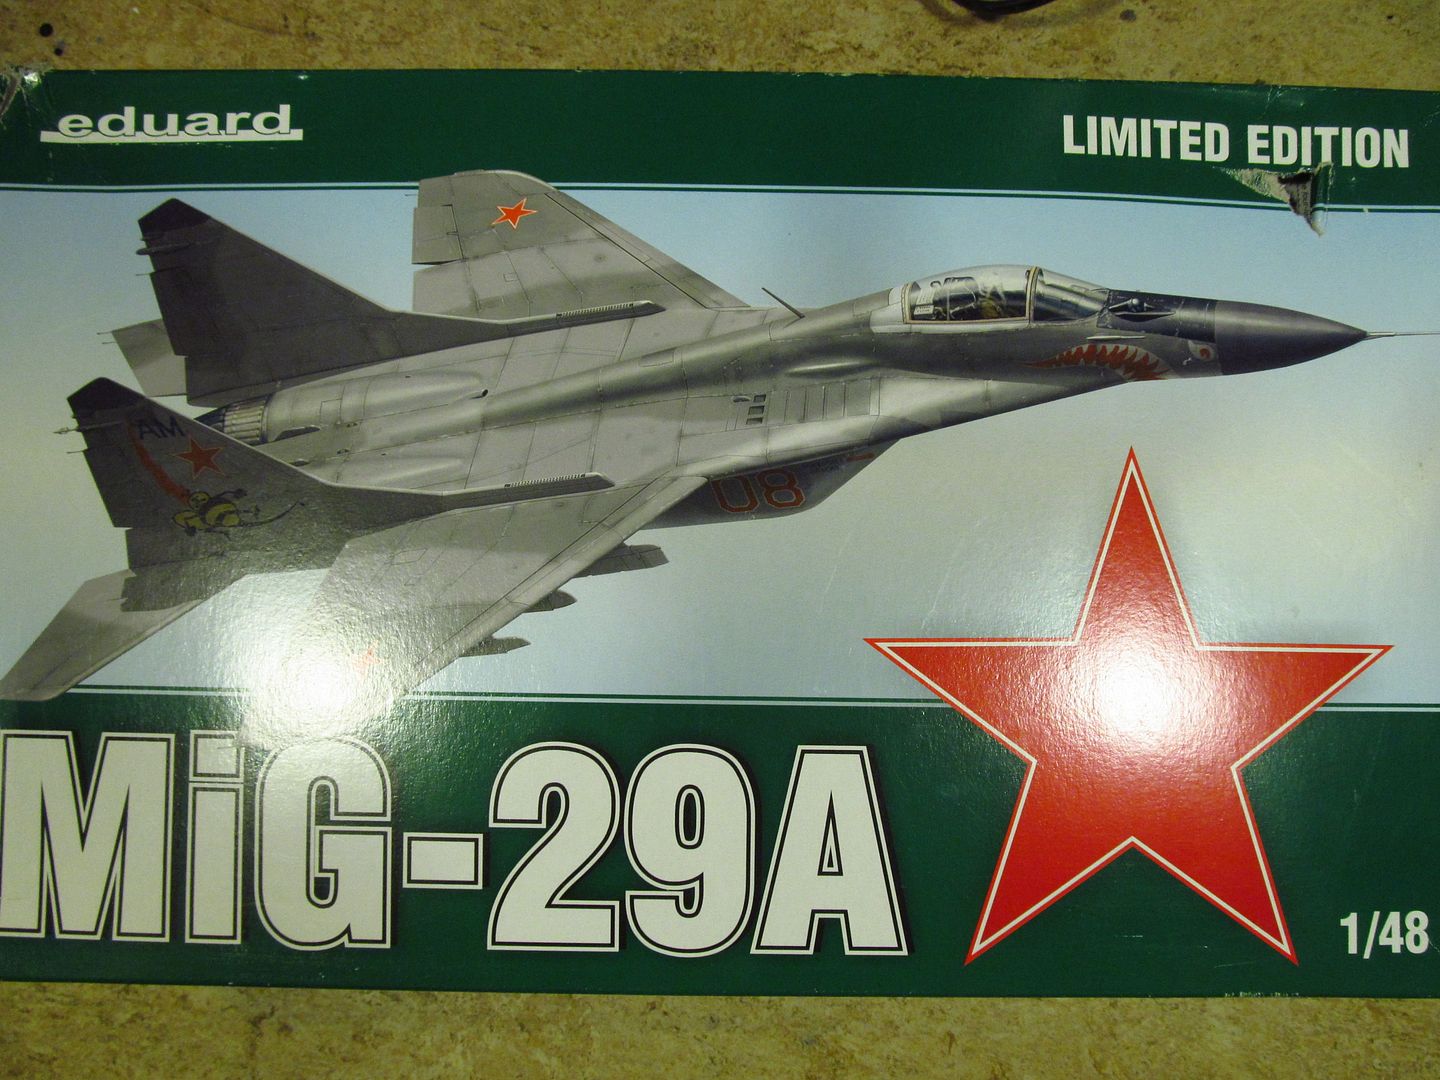 eduard
LIMITED EDITION
AM
08
MiG-29A
1/48